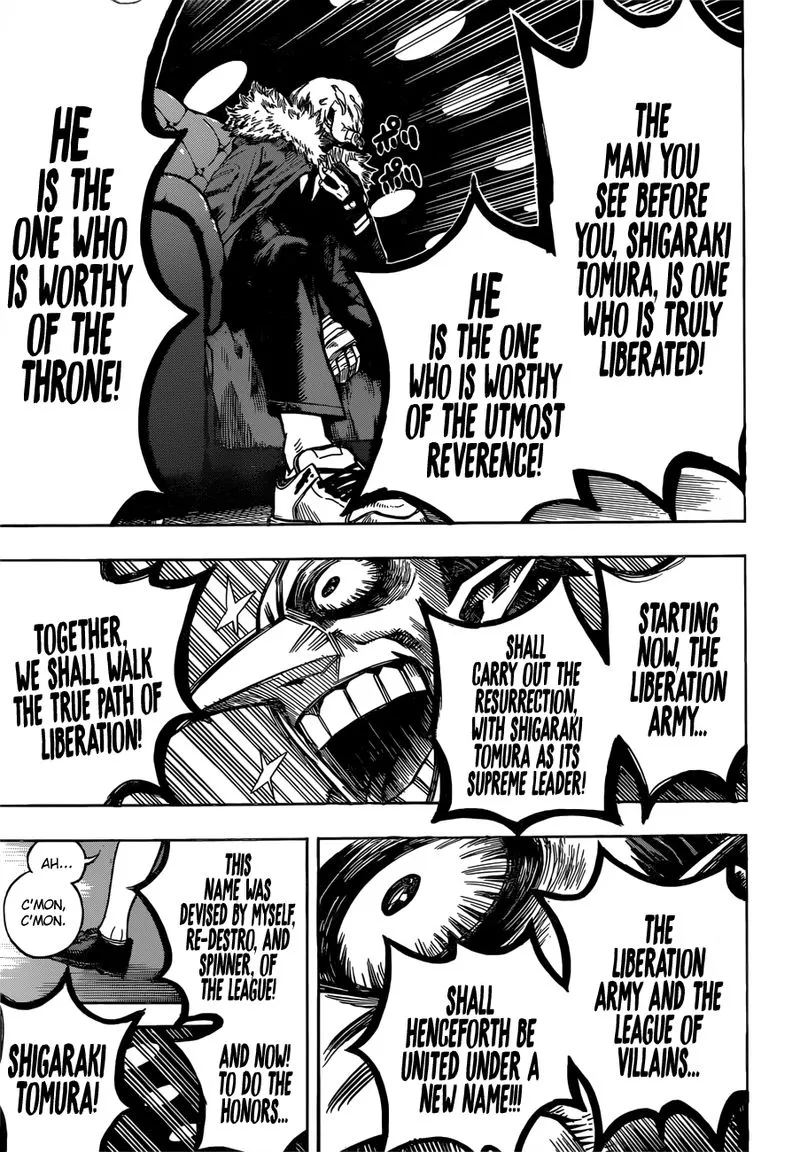 THE
MAN YOU
SEE BEFORE
YOU, SHIGARAKI
TOMURA, IS ONE
WHO IS TRULY
LIBERATED!
ポリ
ポリ
HE
IS THE ONE
WHO IS WORTHY
OF THE UTMOST
REVERENCE!
HE
IS THE
ONE WHO
IS WORTHY
OF THE
THRONE!
STARTING
NOW, THE
LIBERATION
ARMY...
SHALL
CARRY OUT THE
RESURRECTION,
WITH SHIGARAKI
TOMURA AS ITS
SUPREME LEADER!
TOGETHER,
WE SHALL WALK
THE TRUE PATH OF
LIBERATION!
THE
LIBERATION
ARMY AND THE
LEAGUE OF
VILLAINS...
SHALL
HENCEFORTH BE
UNITED UNDER A
NEW NAME!!!
THIS
NAME WAS
DEVISED BY MYSELF,
RE-DESTRO, AND
SPINNER, OF
THE LEAGUE!
AH...
C'MON,
C'MON.
AND NOW!
TO DO THE
HONORS...
SHIGARAKI
TOMURA!